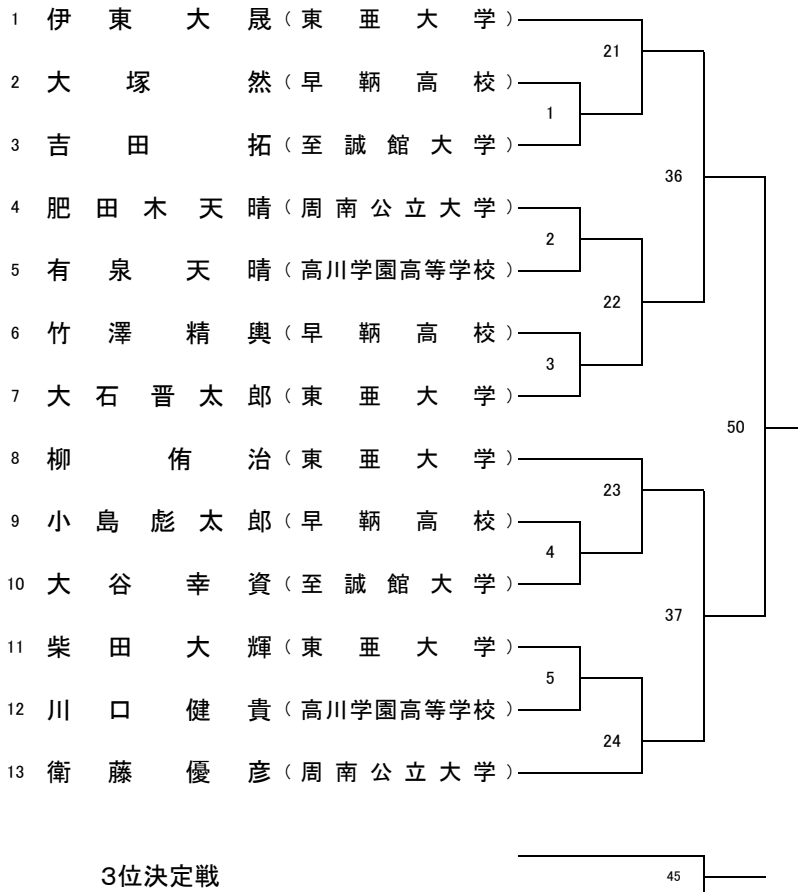 1 伊東大晟（東亜大学）
21
2 大塚然（早鞆高校）
1
3 吉田拓（至誠館大学）
36
4 肥田木天晴（周南公立大学）
2
5 有泉天晴（高川学園高等学校）
22
6 竹澤精輿（早鞆高校）
3
7 大石晋太郎（東亜大学）
50
8 柳侑治（東亜大学）
23
9 小島彪太郎（早鞆高校）
4
10 大谷幸資（至誠館大学）
37
11 柴田大輝（東亜大学）
5
12 川口健貴（高川学園高等学校）
24
13 衛藤優彦（周南公立大学）
3位決定戦
45